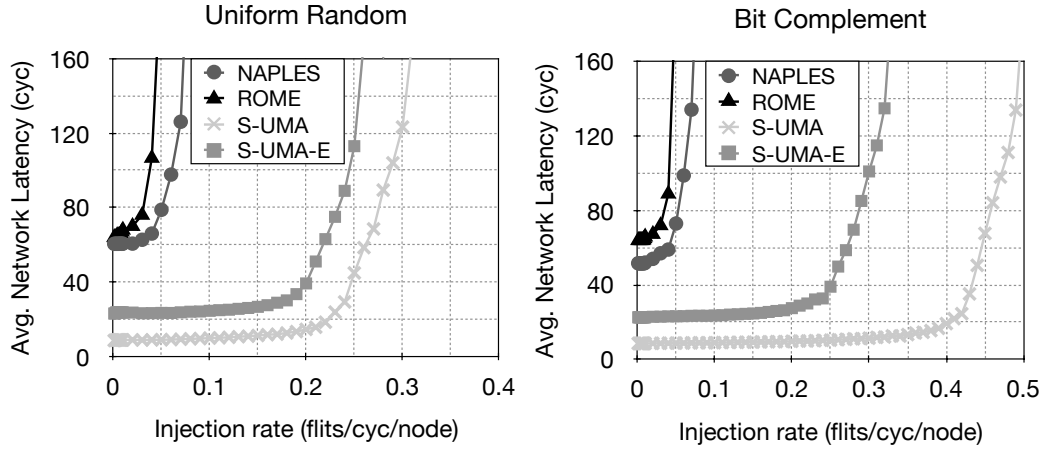 Uniform Random
Avg. Network Latency (cyc)
160
120
80
40
0
NAPLES
ROME
S-UMA
S-UMA-E
0 0.1 0.2 0.3 0.4
Injection rate (flits/cyc/node)
Bit Complement
Avg. Network Latency (cyc)
160
120
80
40
0
NAPLES
ROME
S-UMA
S-UMA-E
0 0.1 0.2 0.3 0.4 0.5
Injection rate (flits/cyc/node)